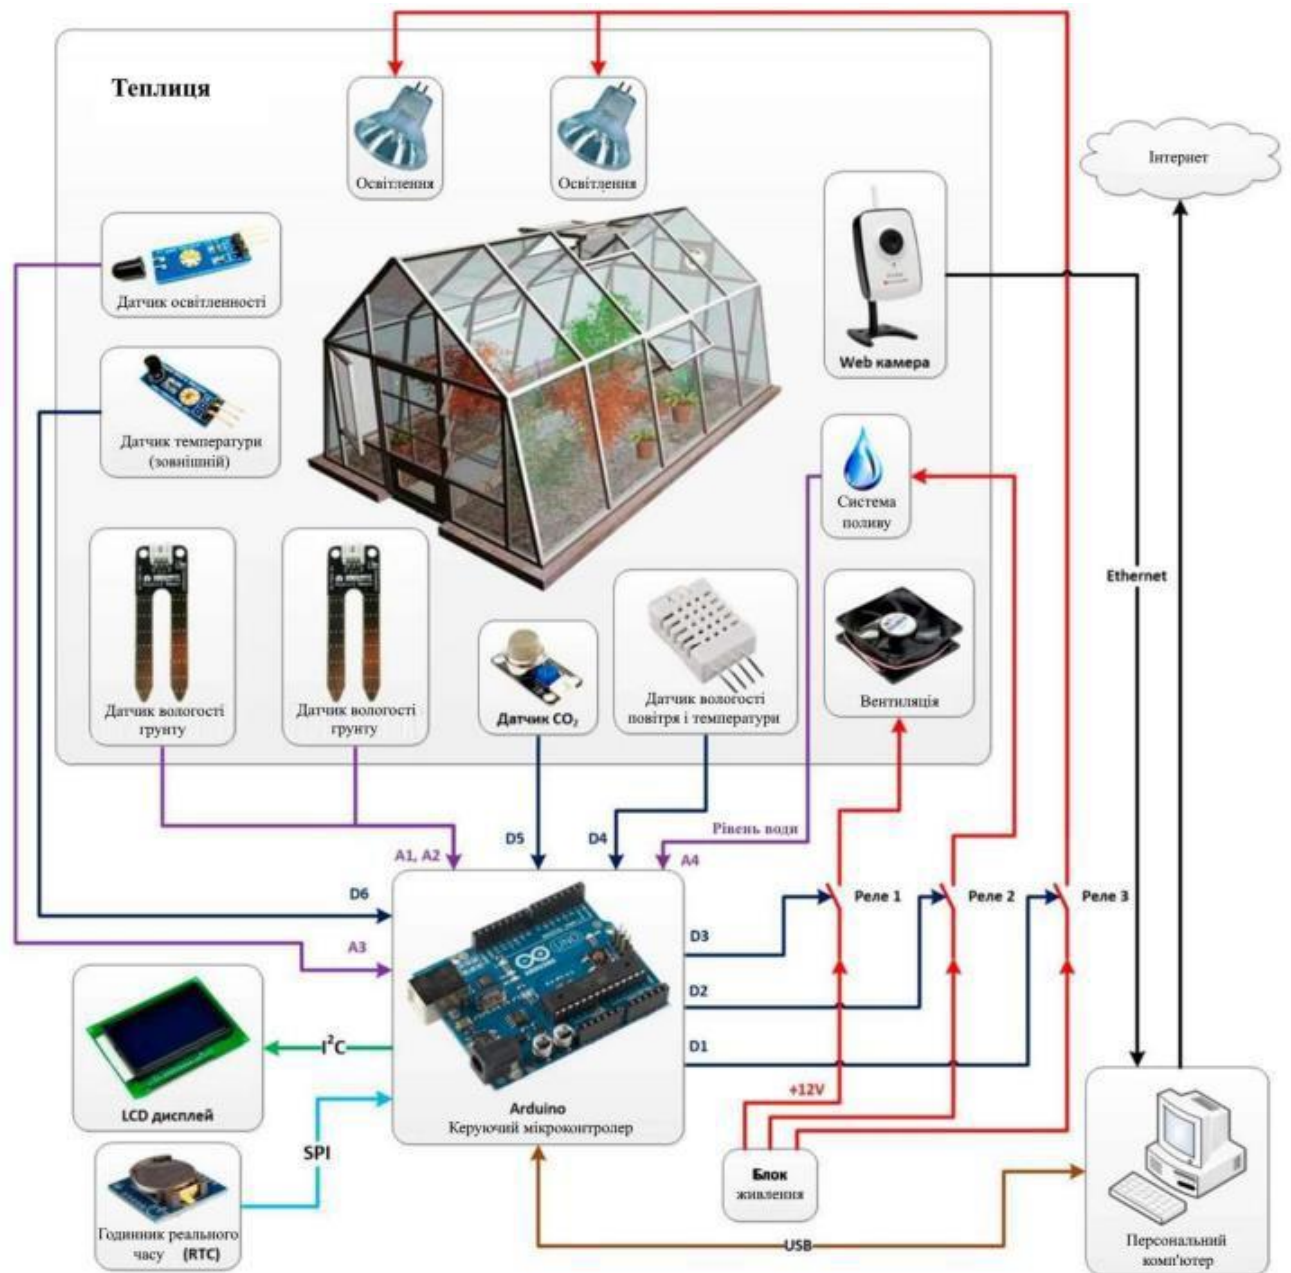 Теплиця
Освітлення
Освітлення
Інтернет
Датчик освітленності
Web камера
Датчик температури
(зовнішній)
Система
поливу
Ethernet
Датчик вологості
грунту
Датчик вологості
грунту
Датчик CO₂
Датчик вологості
повітря і температури
Вентиляція
Рівень води
A1, A2
D5
D4
A4
D6
A3
Реле 1
Реле 2
Реле 3
D3
D2
D1
UNO
I²C
LCD дисплей
Arduino
Керуючий мікроконтролер
+12V
SPI
Блок
живлення
Годинник реального
часу (RTC)
USB
Персональний
комп'ютер